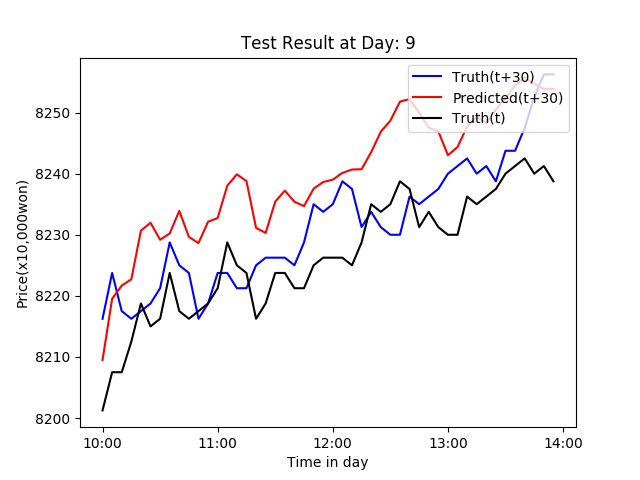 Test Result at Day: 9
Truth(t+30)
Predicted(t+30)
Truth(t)
Price(x10,000won)
8250
8240
8230
8220
8210
8200
10:00 11:00 12:00 13:00 14:00
Time in day